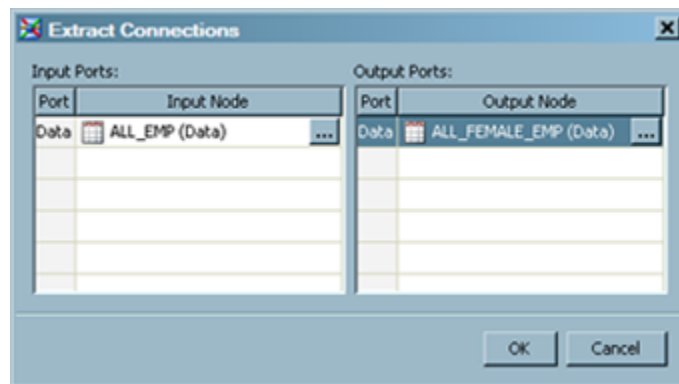 Extract Connections
Input Ports:
Output Ports:
Port Input Node
Port Output Node
Data ALL_EMP (Data) ...
Data ALL_FEMALE_EMP (Data) ...
OK Cancel